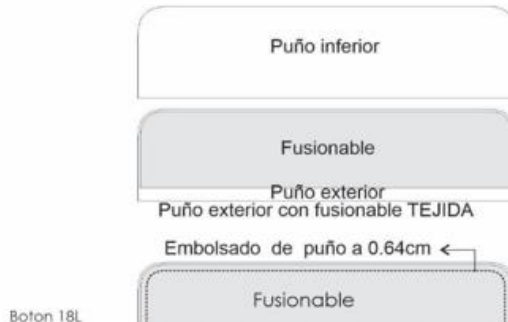 Puño inferior
Fusionable
Puño exterior
Puño exterior con fusionable TEJIDA
Embolsado de puño a 0.64cm
Fusionable
Boton 18L